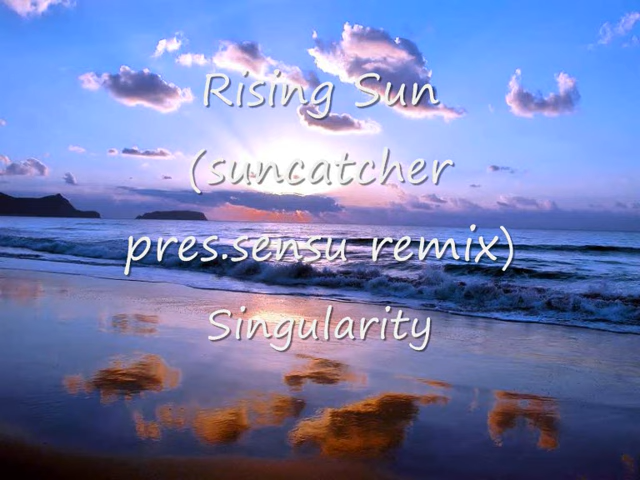 Rising Sun
(suncatcher
pres.sensu remix)
Singularity